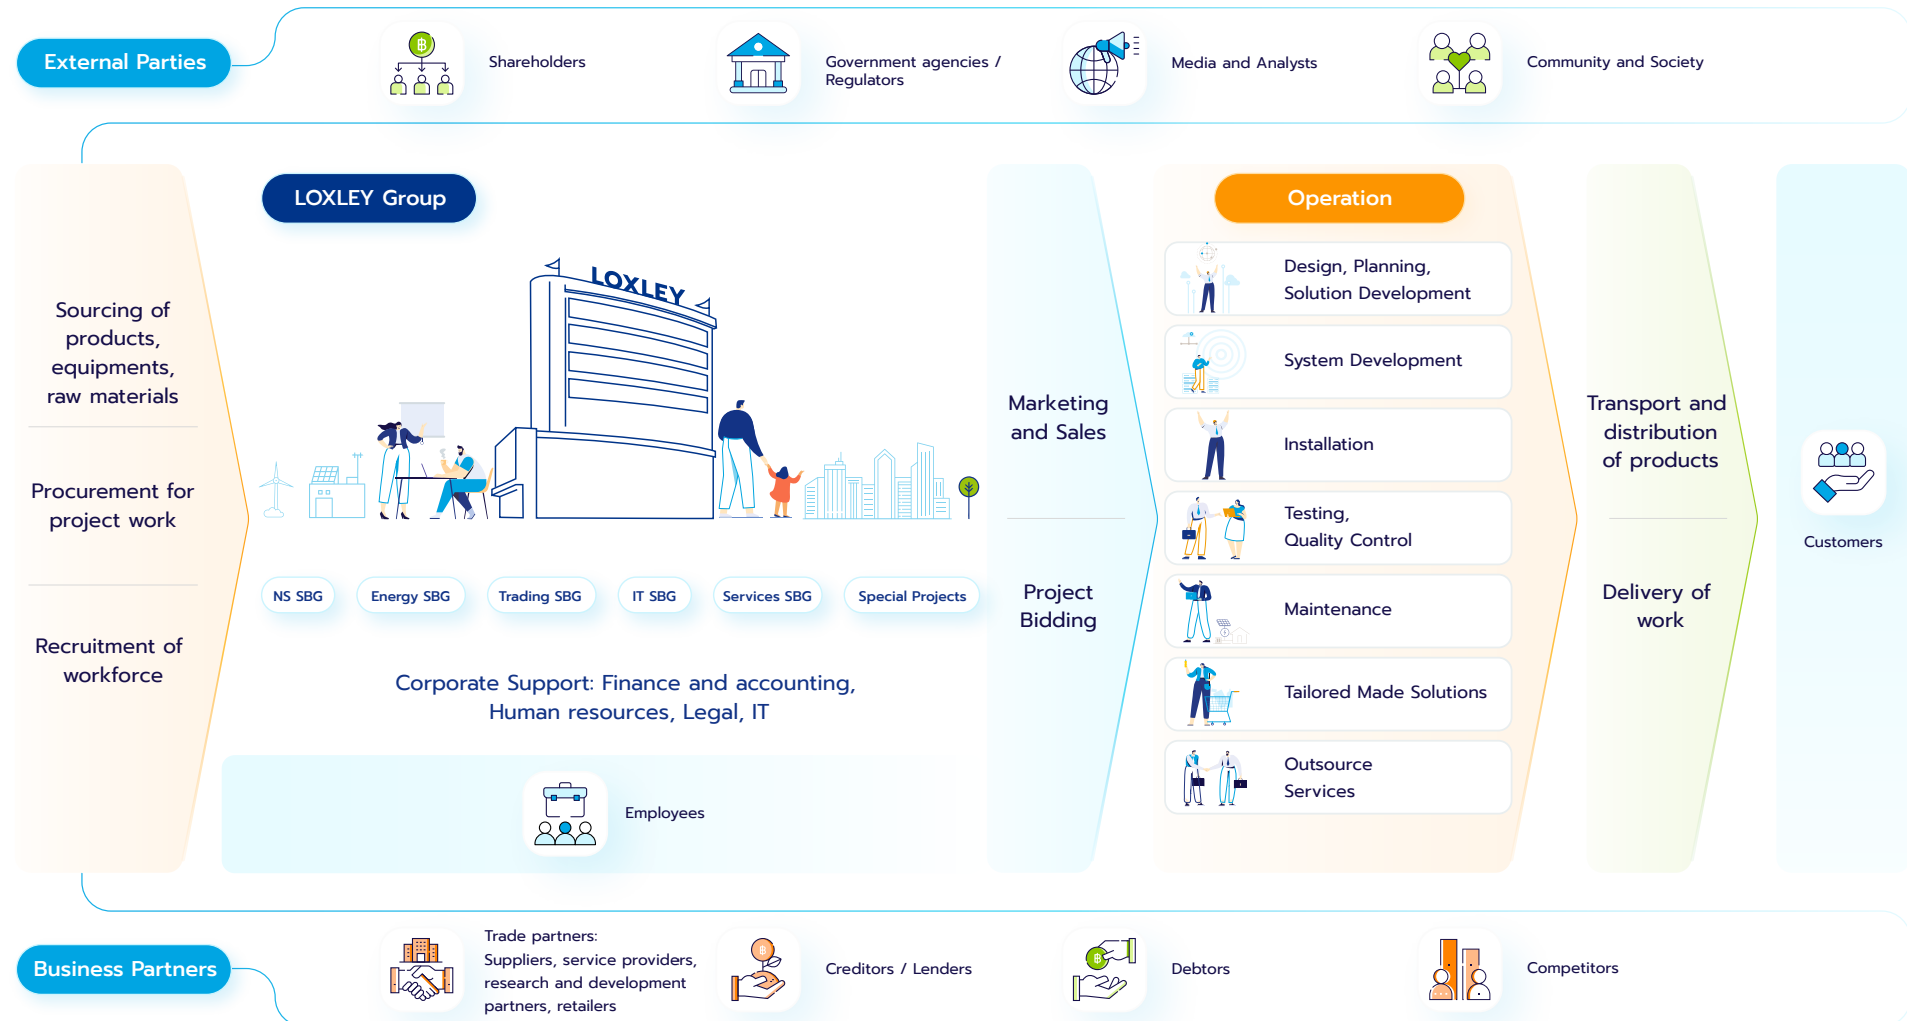 External Parties
Shareholders
Government agencies /
Regulators
Media and Analysts
Community and Society
Sourcing of
products,
equipments,
raw materials
Procurement for
project work
Recruitment of
workforce
LOXLEY Group
LOXLEY
NS SBG
Energy SBG
Trading SBG
IT SBG
Services SBG
Special Projects
Corporate Support: Finance and accounting,
Human resources, Legal, IT
Employees
Marketing
and Sales
Project
Bidding
Operation
Design, Planning,
Solution Development
System Development
Installation
Testing,
Quality Control
Maintenance
Tailored Made Solutions
Outsource
Services
Transport and
distribution
of products
Delivery of
work
Customers
Business Partners
Trade partners:
Suppliers, service providers,
research and development
partners, retailers
Creditors / Lenders
Debtors
Competitors